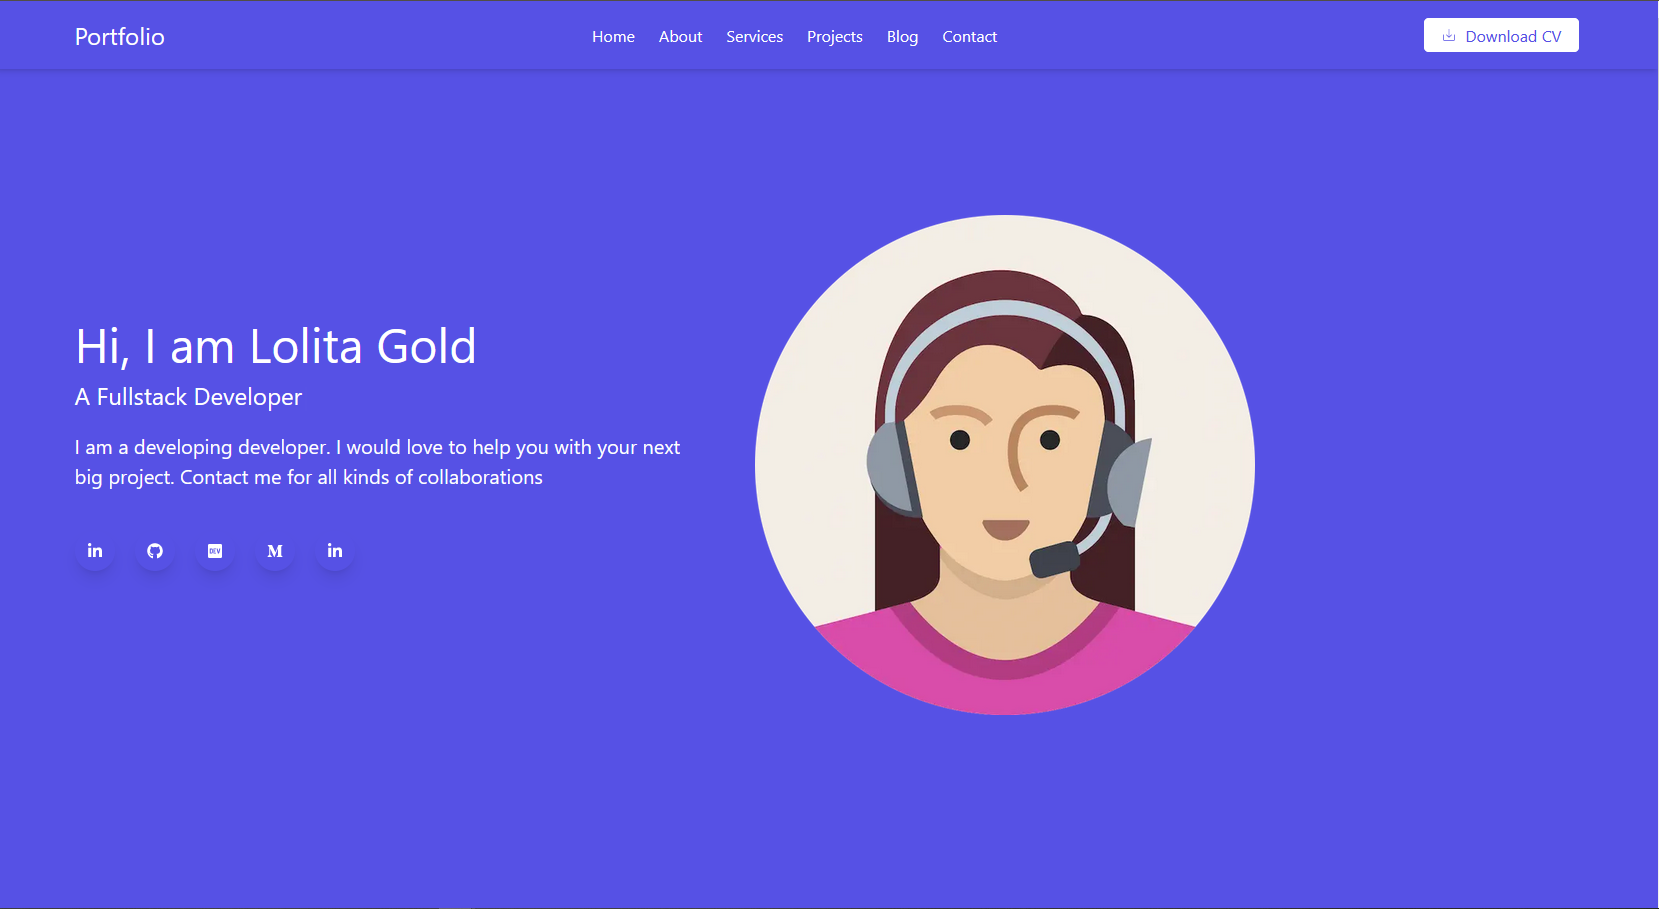 Portfolio
Home About Services Projects Blog Contact
Download CV
Hi, I am Lolita Gold
A Fullstack Developer
I am a developing developer. I would love to help you with your next
big project. Contact me for all kinds of collaborations
in DEV M in